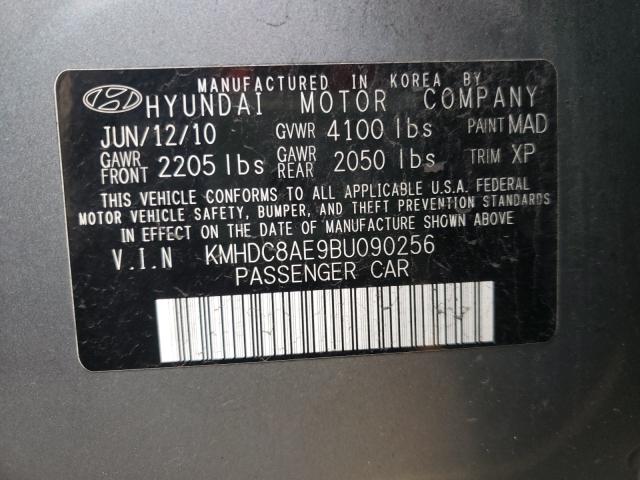 MANUFACTURED IN KOREA BY
HYUNDAI MOTOR COMPANY
JUN/12/10 GVWR 4100 lbs PAINT MAD
GAWR FRONT 2205 lbs GAWR REAR 2050 lbs TRIM XP
THIS VEHICLE CONFORMS TO ALL APPLICABLE U.S.A. FEDERAL
MOTOR VEHICLE SAFETY, BUMPER, AND THEFT PREVENTION STANDARDS
IN EFFECT ON THE DATE OF MANUFACTURE SHOWN ABOVE
V.I.N KMHDC8AE9BU090256
PASSENGER CAR